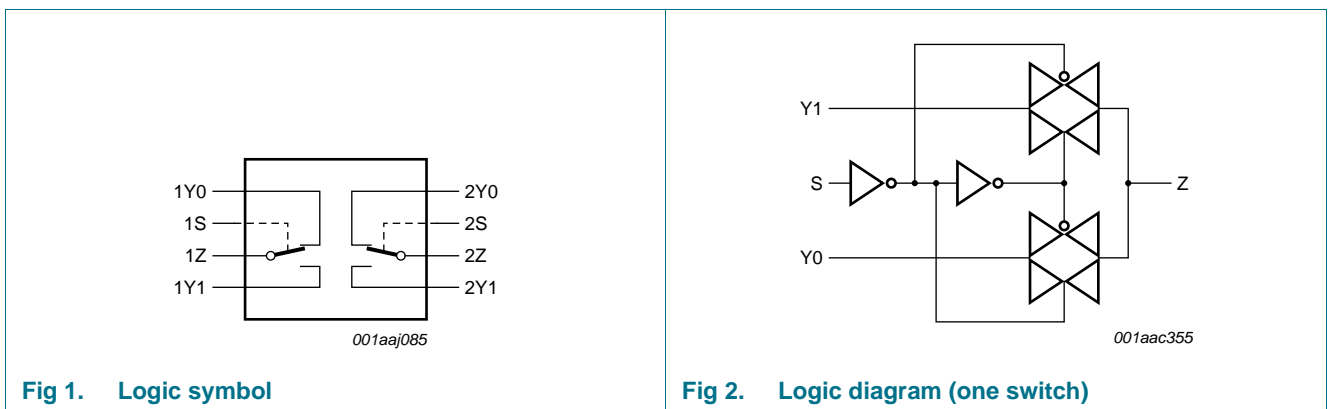 1Y0
1S
1Z
1Y1
2Y0
2S
2Z
2Y1
001aaj085
Fig 1. Logic symbol
Y1
S
Z
Y0
001aac355
Fig 2. Logic diagram (one switch)